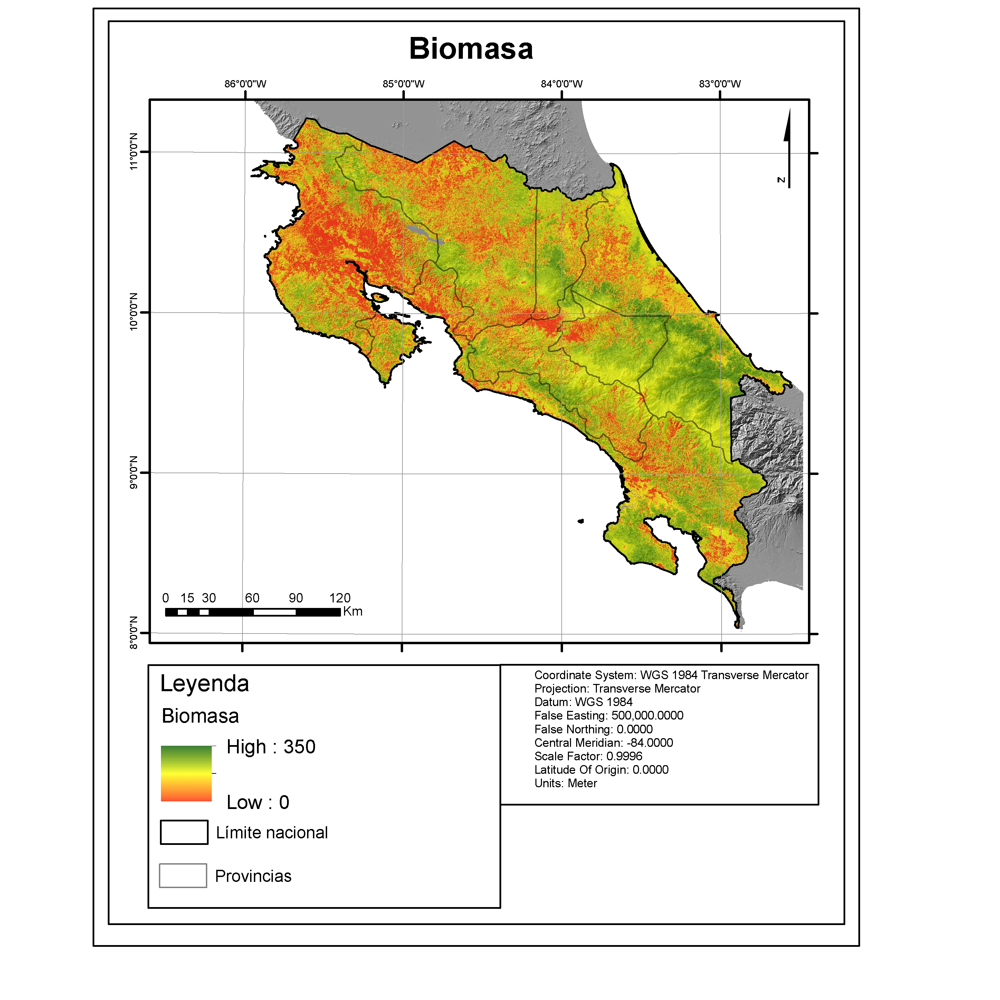 Biomasa
86°0'0"W 85°0'0"W 84°0'0"W 83°0'0"W
11°0'0"N
10°0'0"N
9°0'0"N
8°0'0"N
N
0 15 30 60 90 120
Km
Leyenda
Biomasa
High : 350
Low : 0
Límite nacional
Provincias
Coordinate System: WGS 1984 Transverse Mercator
Projection: Transverse Mercator
Datum: WGS 1984
False Easting: 500,000.0000
False Northing: 0.0000
Central Meridian: -84.0000
Scale Factor: 0.9996
Latitude Of Origin: 0.0000
Units: Meter